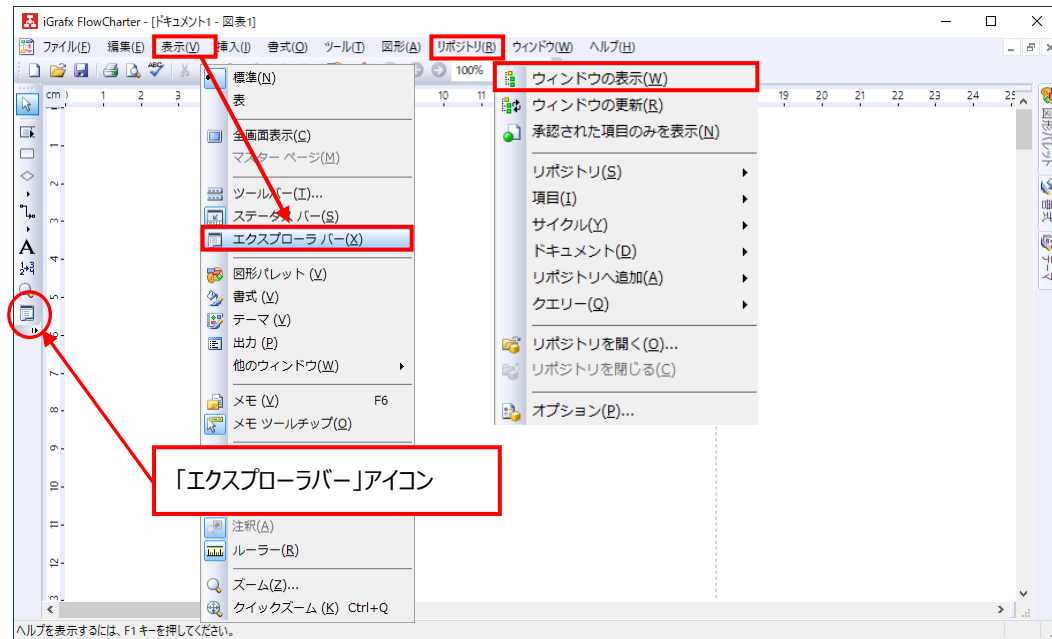 iGrafx FlowCharter - [ドキュメント1 - 図表1]
ファイル(F) 編集(E) 表示(V) 挿入(I) 書式(O) ツール(T) 図形(A) リポジトリ(R) ウィンドウ(W) ヘルプ(H)
100%
cm 1 2 3 10 11 19 20 21 22 23 24 25
標準(N)
表
全画面表示(C)
マスター ページ(M)
ツールバー(T)...
ステータス バー(S)
エクスプローラ バー(X)
図形パレット (V)
書式 (V)
テーマ (V)
出力 (P)
他のウィンドウ(W)
メモ (V) F6
メモ ツールチップ(O)
注釈(A)
ルーラー(R)
ズーム(Z)...
クイックズーム (K) Ctrl+Q
ウィンドウの表示(W)
ウィンドウの更新(R)
承認された項目のみを表示(N)
リポジトリ(S)
項目(I)
サイクル(Y)
ドキュメント(D)
リポジトリへ追加(A)
クエリー(Q)
リポジトリを開く(O)...
リポジトリを閉じる(C)
オプション(P)...
「エクスプローラバー」アイコン
図形パレット
書式
テーマ
ヘルプを表示するには、F1 キーを押してください。